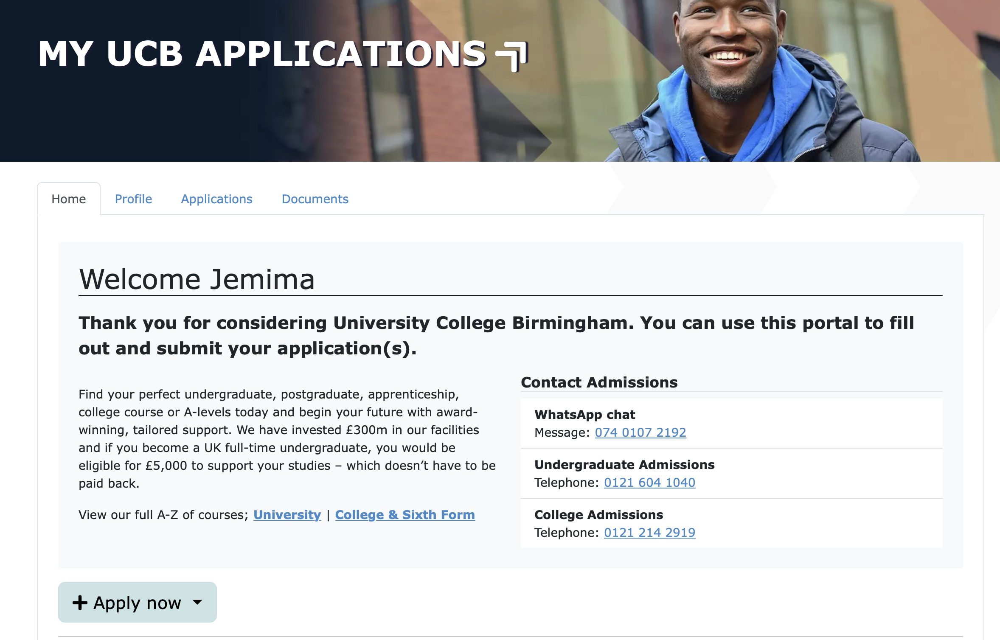 MY UCB APPLICATIONS
Home
Profile
Applications
Documents
Welcome Jemima
Thank you for considering University College Birmingham. You can use this portal to fill
out and submit your application(s).
Find your perfect undergraduate, postgraduate, apprenticeship,
college course or A-levels today and begin your future with award-
winning, tailored support. We have invested £300m in our facilities
and if you become a UK full-time undergraduate, you would be
eligible for £5,000 to support your studies – which doesn’t have to be
paid back.
View our full A-Z of courses; University | College & Sixth Form
Contact Admissions
WhatsApp chat
Message: 074 0107 2192
Undergraduate Admissions
Telephone: 0121 604 1040
College Admissions
Telephone: 0121 214 2919
+ Apply now